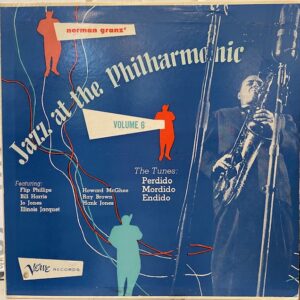 norman granz'
Jazz at the Philharmonic
VOLUME 6
The Tunes:
Perdido
Mordido
Endido
Featuring:
Flip Phillips
Bill Harris
Jo Jones
Illinois Jacquet
Howard McGhee
Ray Brown
Hank Jones
Verve RECORDS